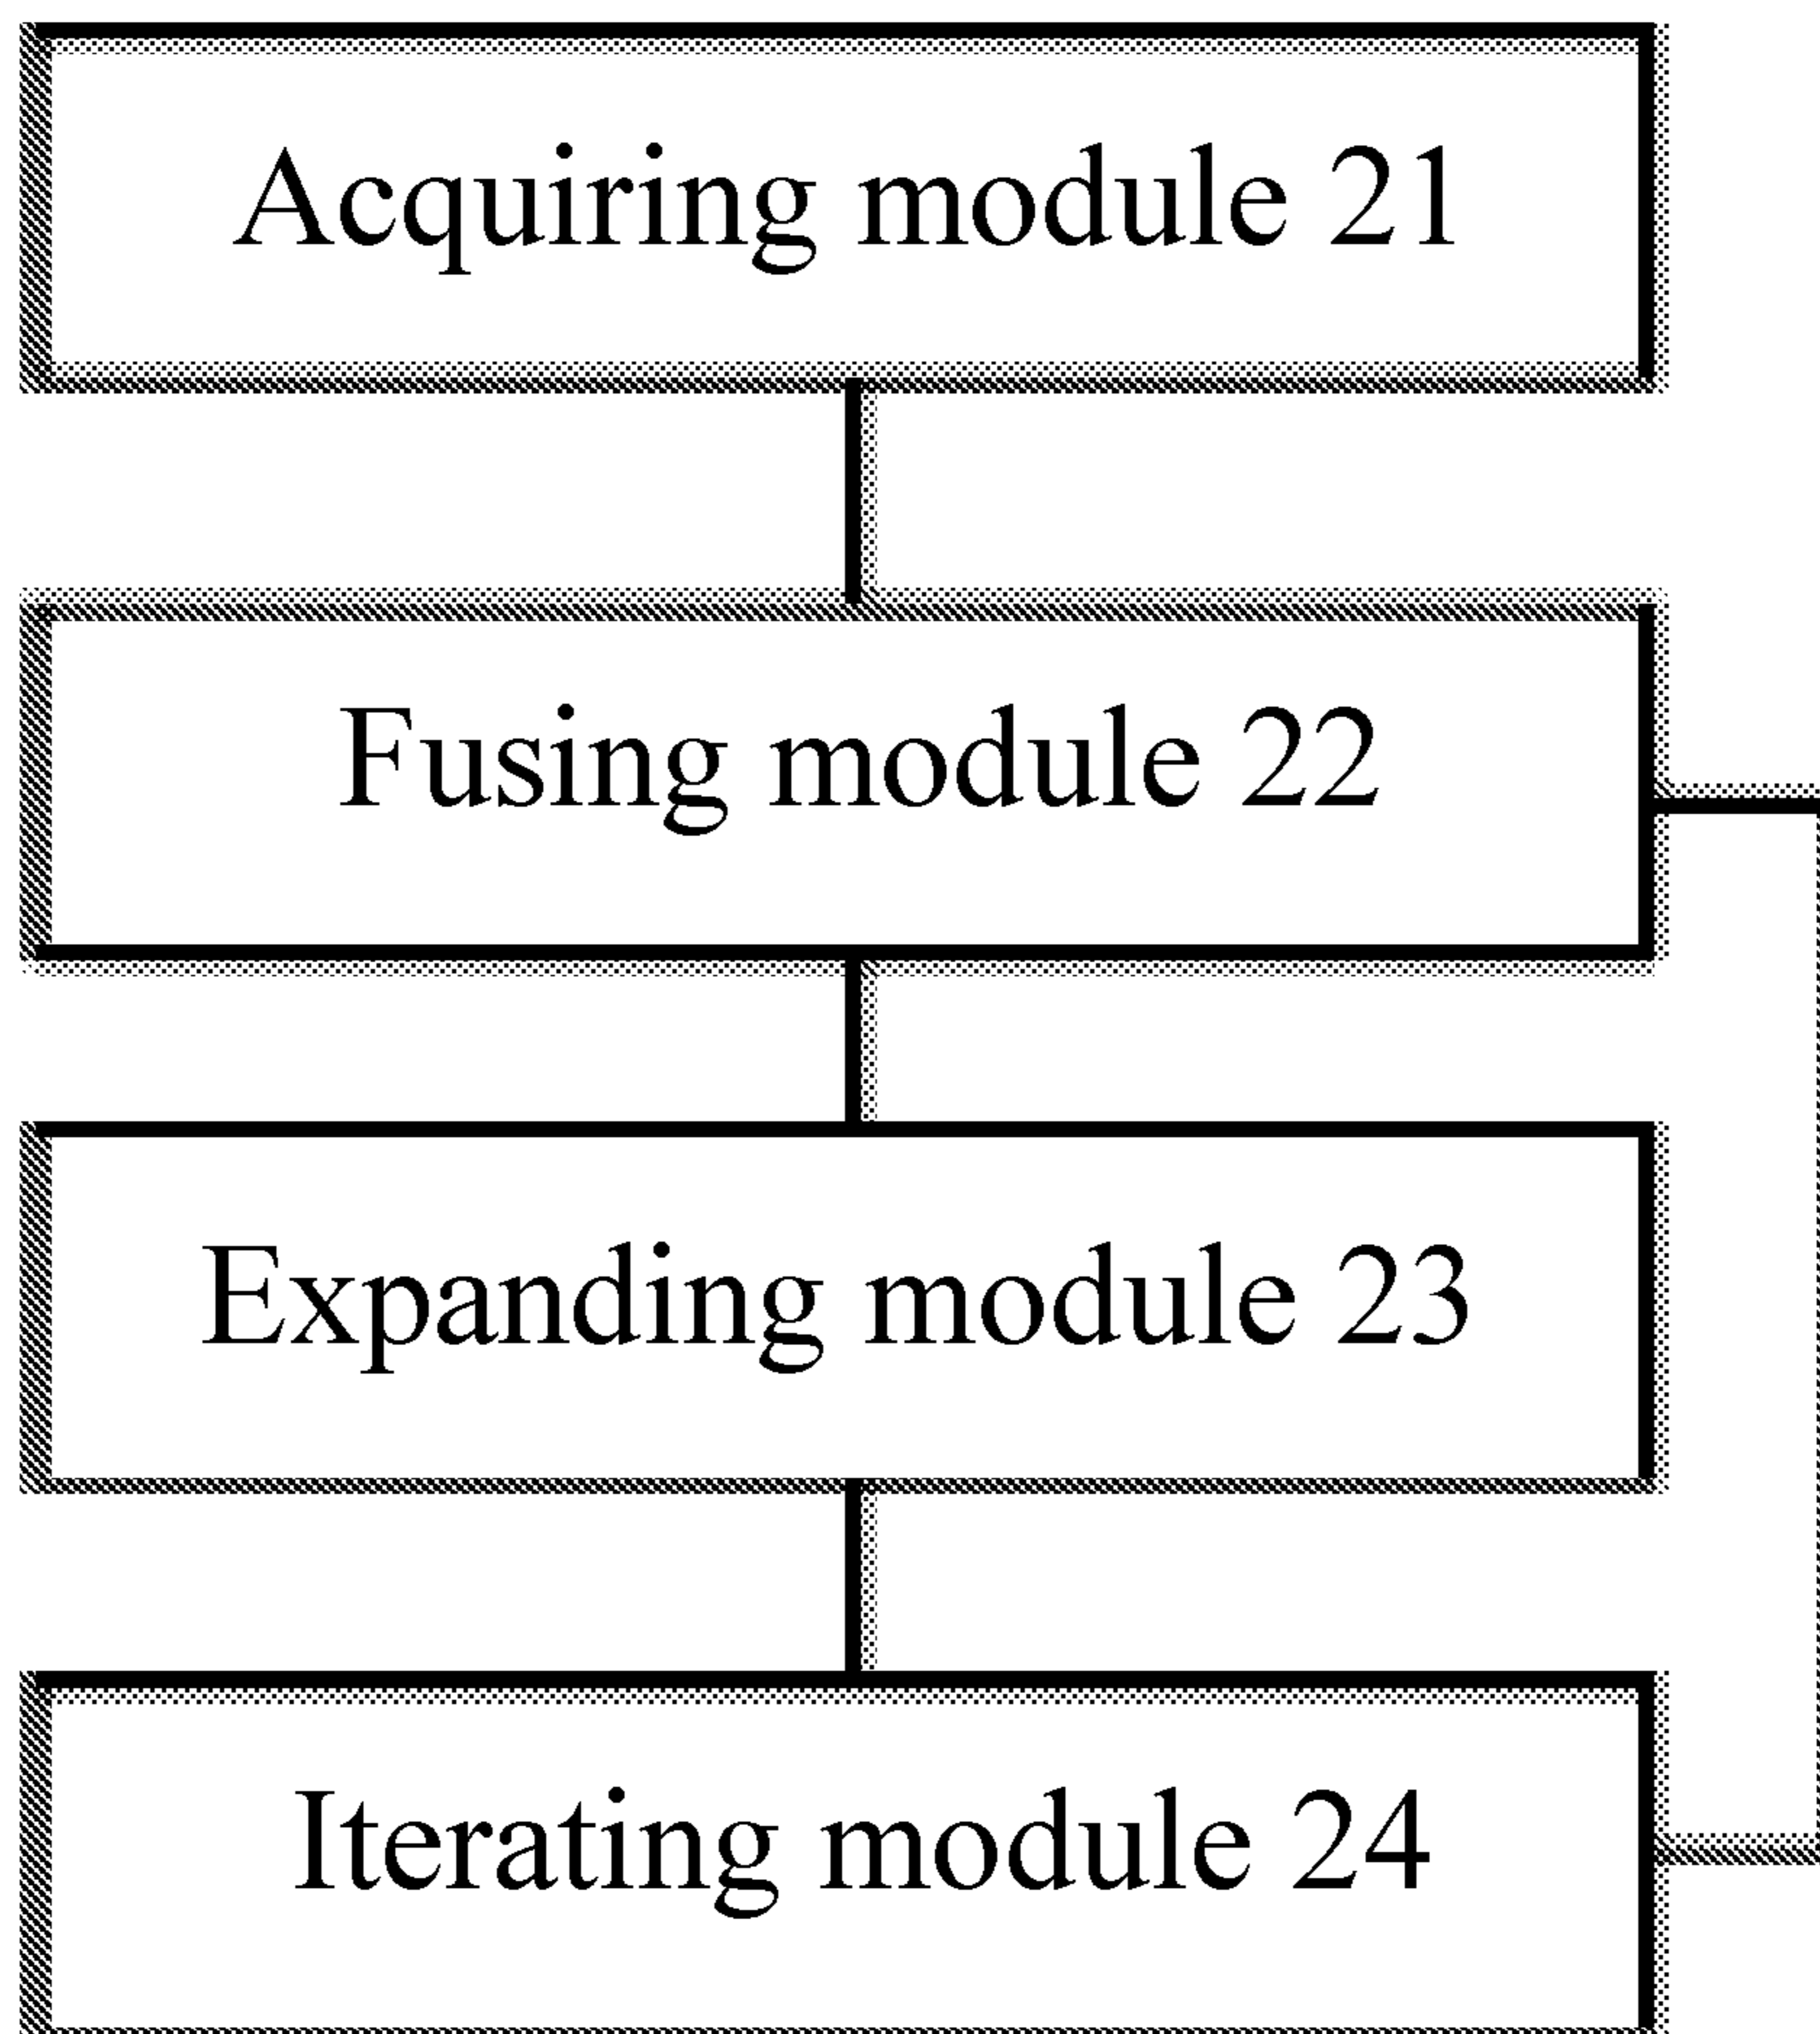 Acquiring module 21
Fusing module 22
Expanding module 23
Iterating module 24